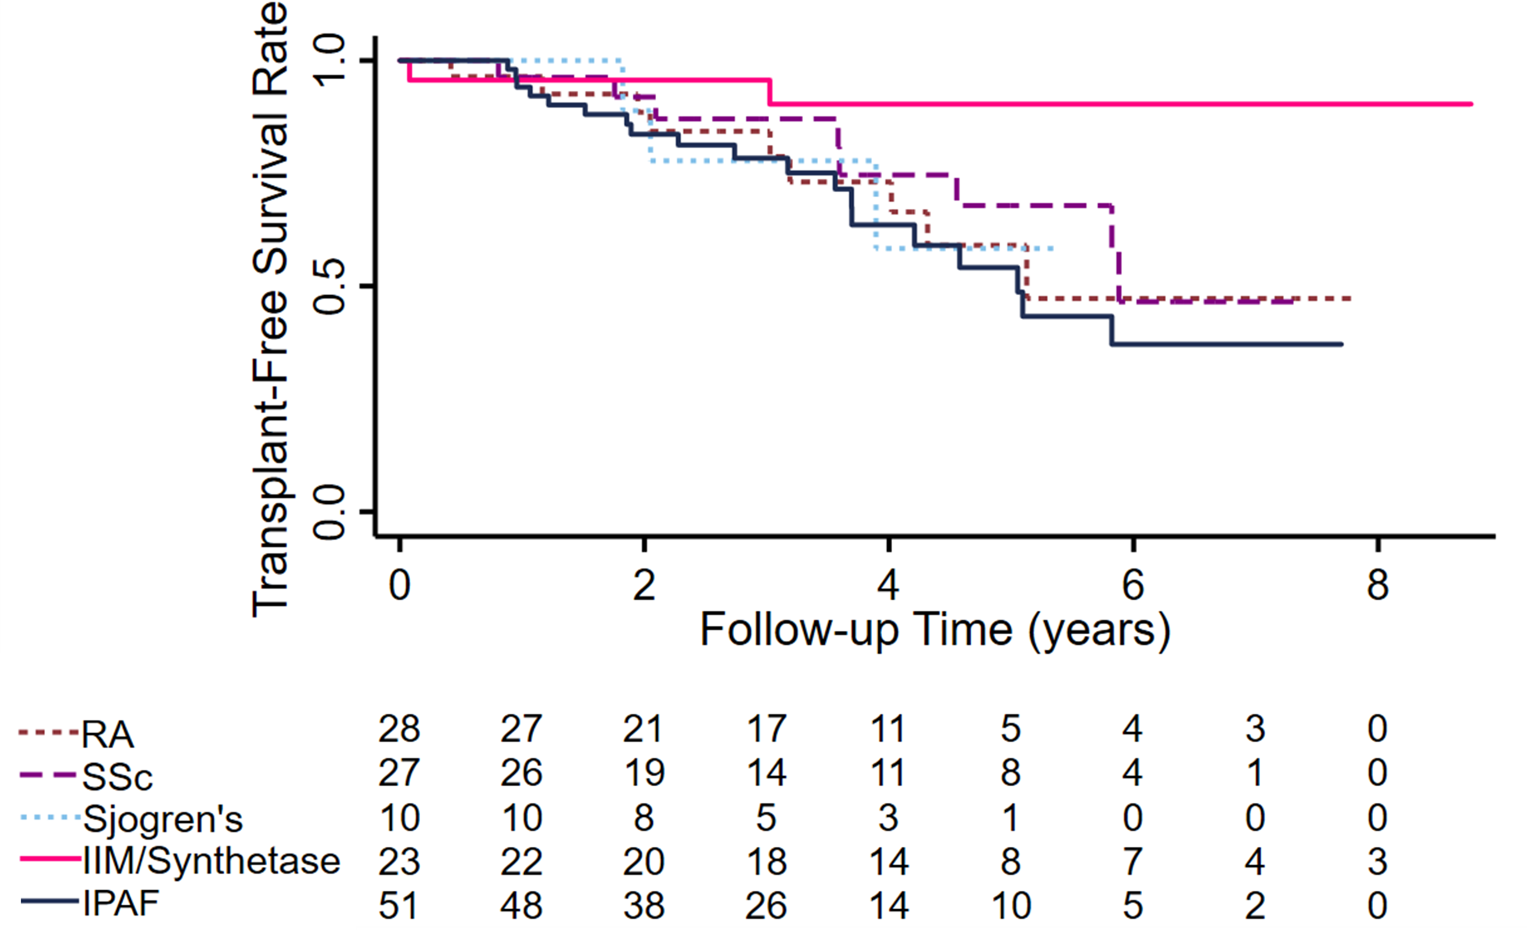 Transplant-Free Survival Rate
1.0
0.5
0.0
0 2 4 6 8
Follow-up Time (years)
RA 28 27 21 17 11 5 4 3 0
SSc 27 26 19 14 11 8 4 1 0
Sjogren's 10 10 8 5 3 1 0 0 0
IIM/Synthetase 23 22 20 18 14 8 7 4 3
IPAF 51 48 38 26 14 10 5 2 0